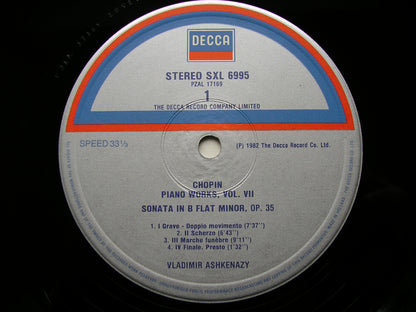 DECCA
STEREO SXL 6995
PZAL 17169
1
THE DECCA RECORD COMPANY LIMITED
SPEED 33⅓
℗ 1982 The Decca Record Co. Ltd.
CHOPIN
PIANO WORKS, VOL. VII
SONATA IN B FLAT MINOR, OP. 35
1. I Grave - Doppio movimento (7'37")
2. II Scherzo (6'43")
3. III Marche funèbre (9'11")
4. IV Finale. Presto (1'32")
VLADIMIR ASHKENAZY